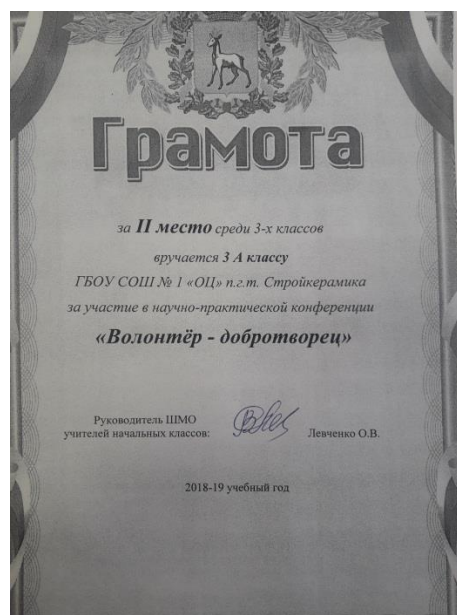 Грамота
за II место среди 3-х классов
вручается 3 А классу
ГБОУ СОШ № 1 «ОЦ» п.г.т. Стройкерамика
за участие в научно-практической конференции
«Волонтёр - добротворец»
Руководитель ШМО
учителей начальных классов: Левченко О.В.
2018-19 учебный год